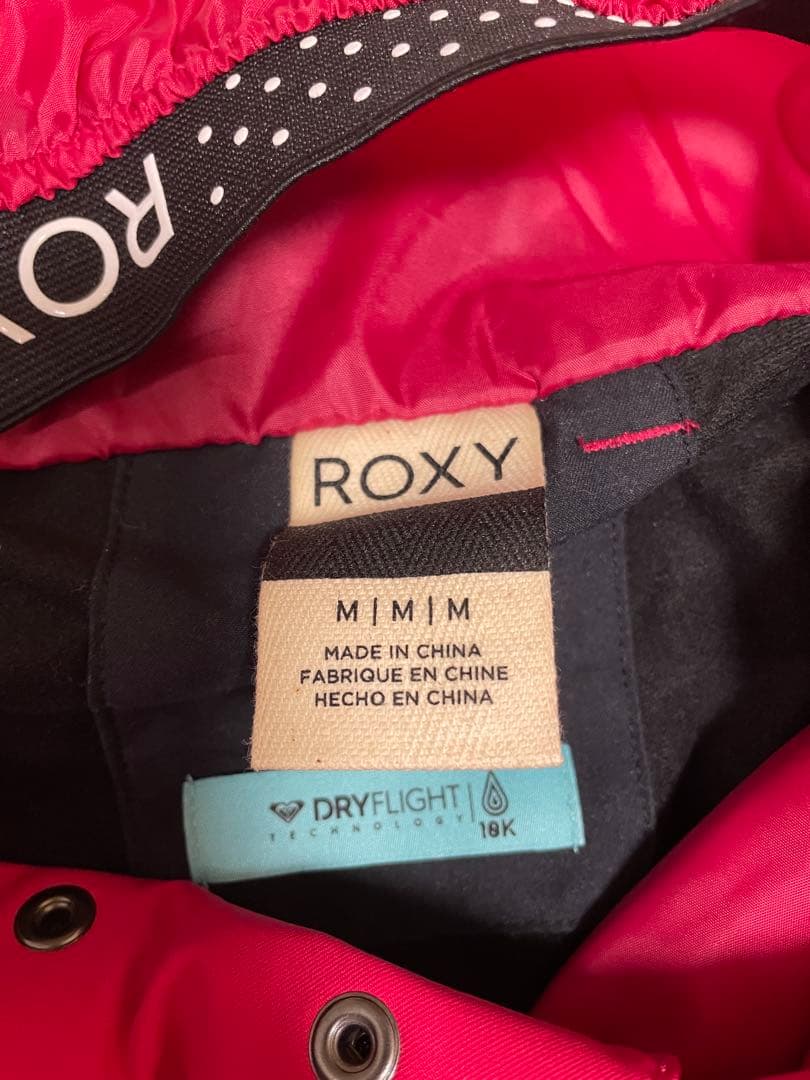 ROXY
M | M | M
MADE IN CHINA
FABRIQUE EN CHINE
HECHO EN CHINA
DRYFLIGHT
TECHNOLOGY
10K